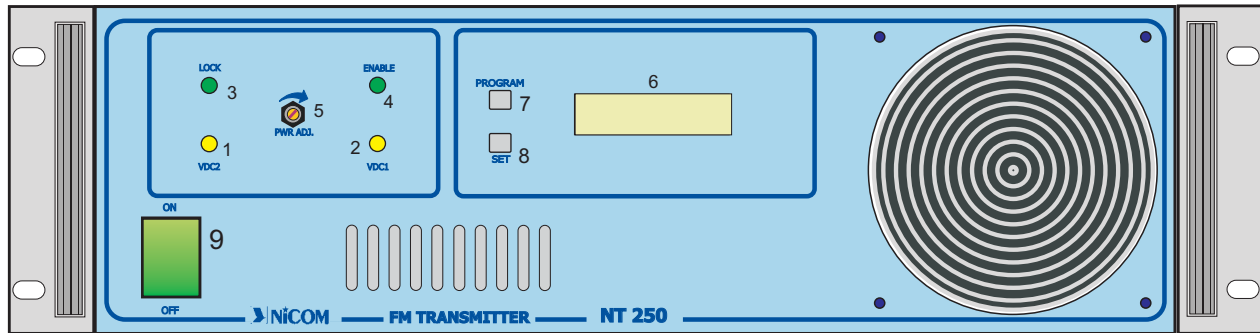 LOCK
3
ENABLE
4
5
PWR ADJ.
1
VDC2
2
VDC1
PROGRAM
7
6
SET
8
ON
9
OFF
NiCOM FM TRANSMITTER NT 250